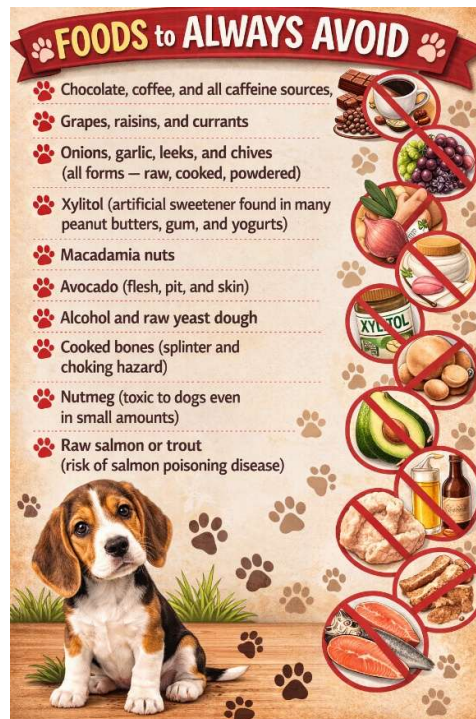 FOODS to ALWAYS AVOID
Chocolate, coffee, and all caffeine sources,
Grapes, raisins, and currants
Onions, garlic, leeks, and chives
(all forms — raw, cooked, powdered)
Xylitol (artificial sweetener found in many
peanut butters, gum, and yogurts)
Macadamia nuts
Avocado (flesh, pit, and skin)
XYLITOL
Alcohol and raw yeast dough
Cooked bones (splinter and
choking hazard)
Nutmeg (toxic to dogs even
in small amounts)
Raw salmon or trout
(risk of salmon poisoning disease)